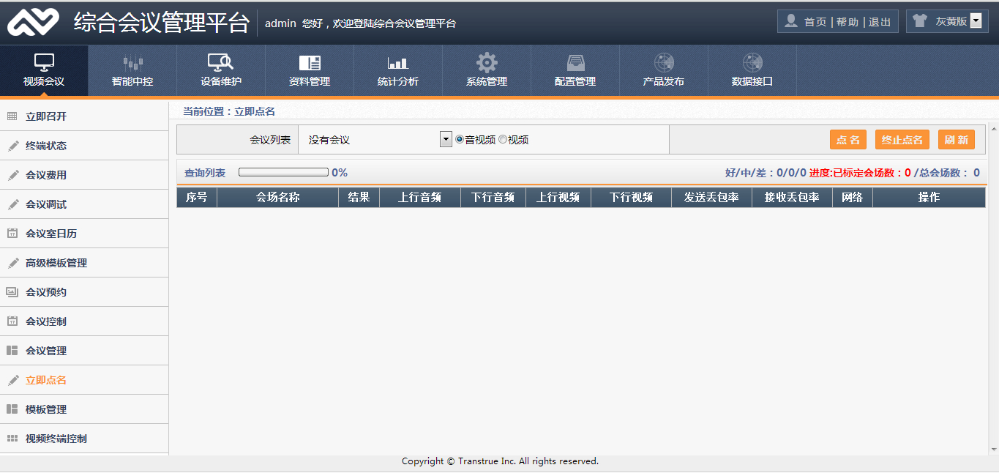 综合会议管理平台 admin 您好，欢迎登陆综合会议管理平台 首页 | 帮助 | 退出 灰黄版
视频会议 智能中控 设备维护 资料管理 统计分析 系统管理 配置管理 产品发布 数据接口
立即召开
终端状态
会议费用
会议调试
会议室日历
高级模板管理
会议预约
会议控制
会议管理
立即点名
模板管理
视频终端控制
当前位置：立即点名
会议列表 没有会议 音视频 视频 点 名 终止点名 刷 新
查询列表 0% 好/中/差：0/0/0 进度:已标定会场数：0 /总会场数： 0
序号 会场名称 结果 上行音频 下行音频 上行视频 下行视频 发送丢包率 接收丢包率 网络 操作
Copyright © Transtrue Inc. All rights reserved.